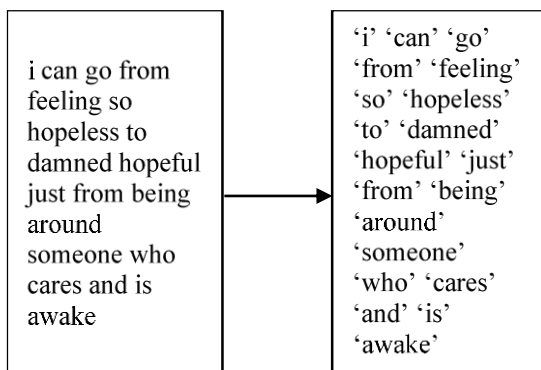 i can go from
feeling so
hopeless to
damned hopeful
just from being
around
someone who
cares and is
awake
‘i’ ‘can’ ‘go’
‘from’ ‘feeling’
‘so’ ‘hopeless’
‘to’ ‘damned’
‘hopeful’ ‘just’
‘from’ ‘being’
‘around’
‘someone’
‘who’ ‘cares’
‘and’ ‘is’
‘awake’